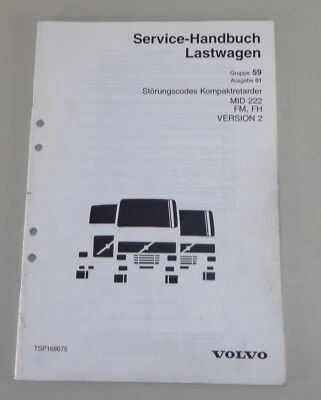 Service-Handbuch
Lastwagen
Gruppe 59
Ausgabe 01
Störungscodes Kompaktretarder
MID 222
FM, FH
VERSION 2
TSP168675
VOLVO